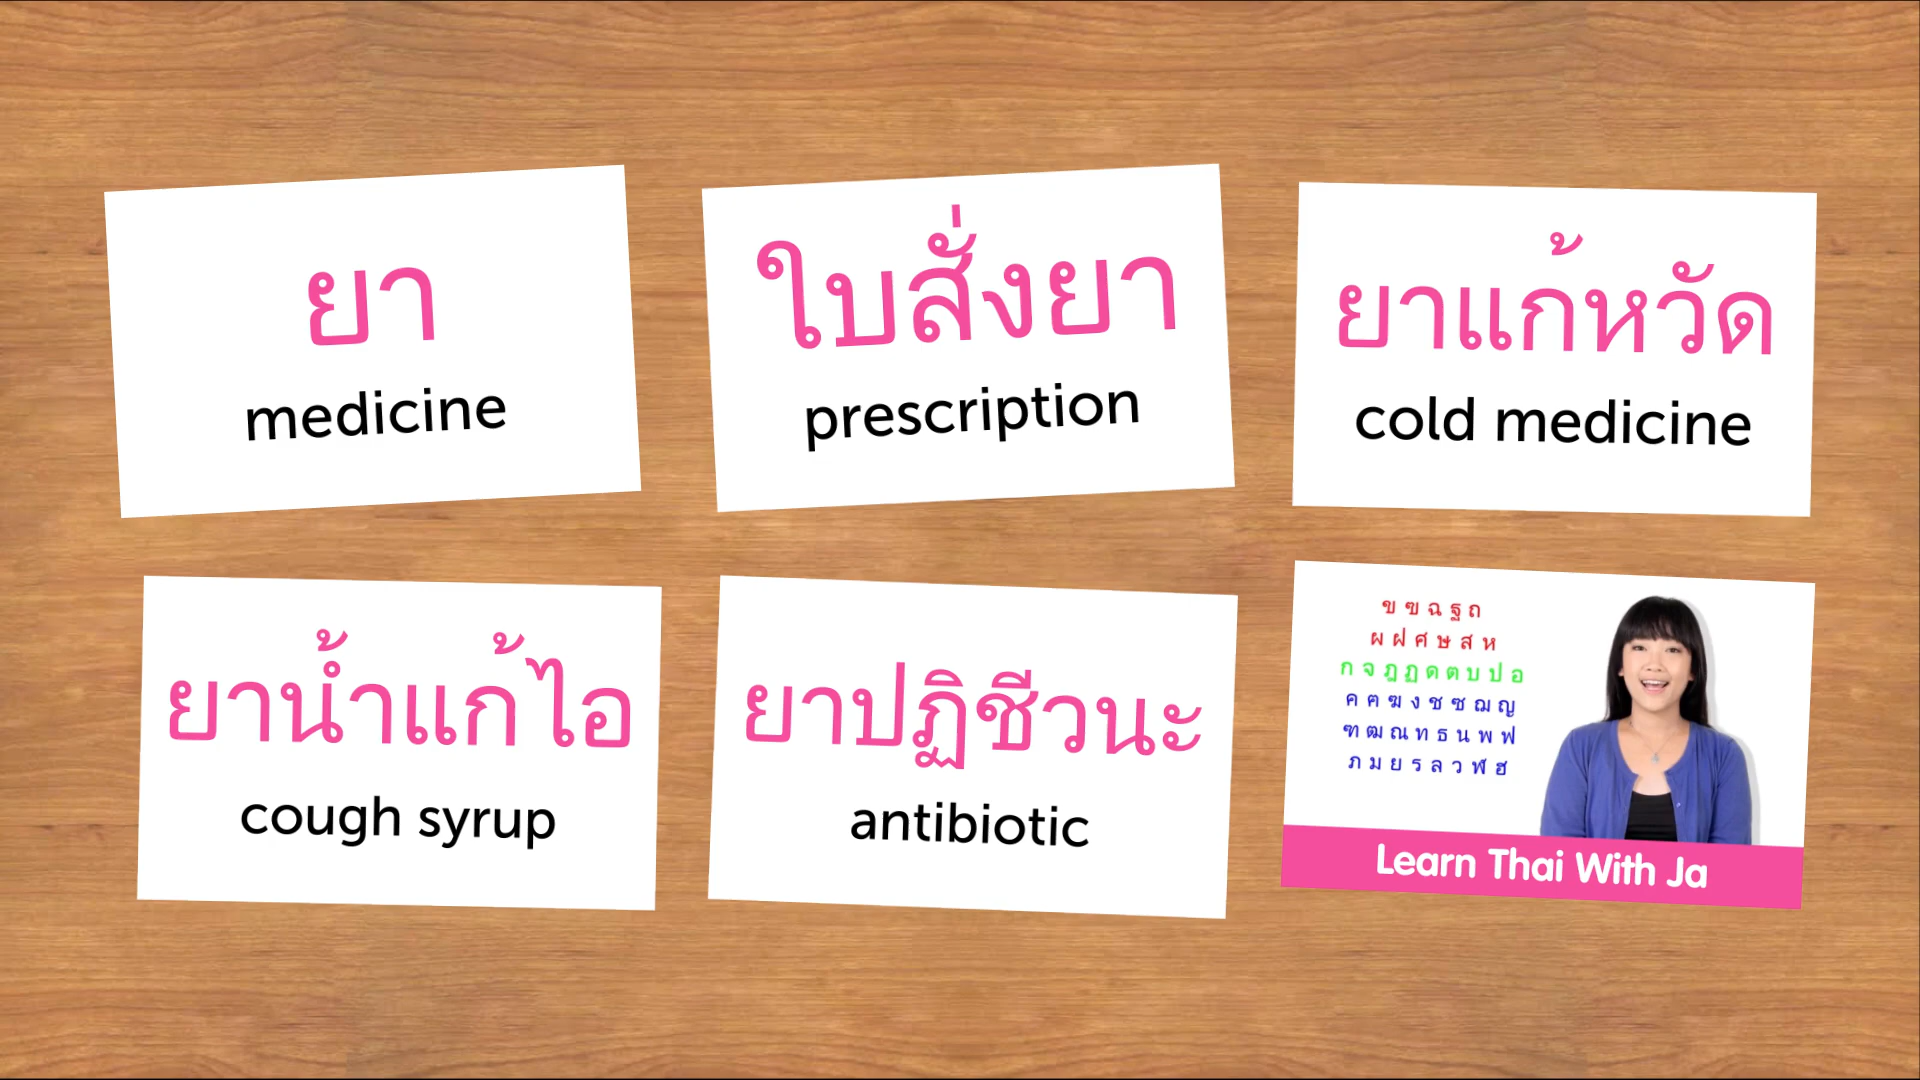 ยา
medicine
ใบสั่งยา
prescription
ยาแก้หวัด
cold medicine
ยาน้ำแก้ไอ
cough syrup
ยาปฏิชีวนะ
antibiotic
ข ฃ ฉ ฐ ถ
ผ ฝ ศ ษ ส ห
ก จ ฎ ฏ ด ต บ ป อ
ค ฅ ฆ ง ช ซ ฌ ญ
ฑ ฒ ณ ท ธ น พ ฟ
ภ ม ย ร ล ว ฬ ฮ
Learn Thai With Ja